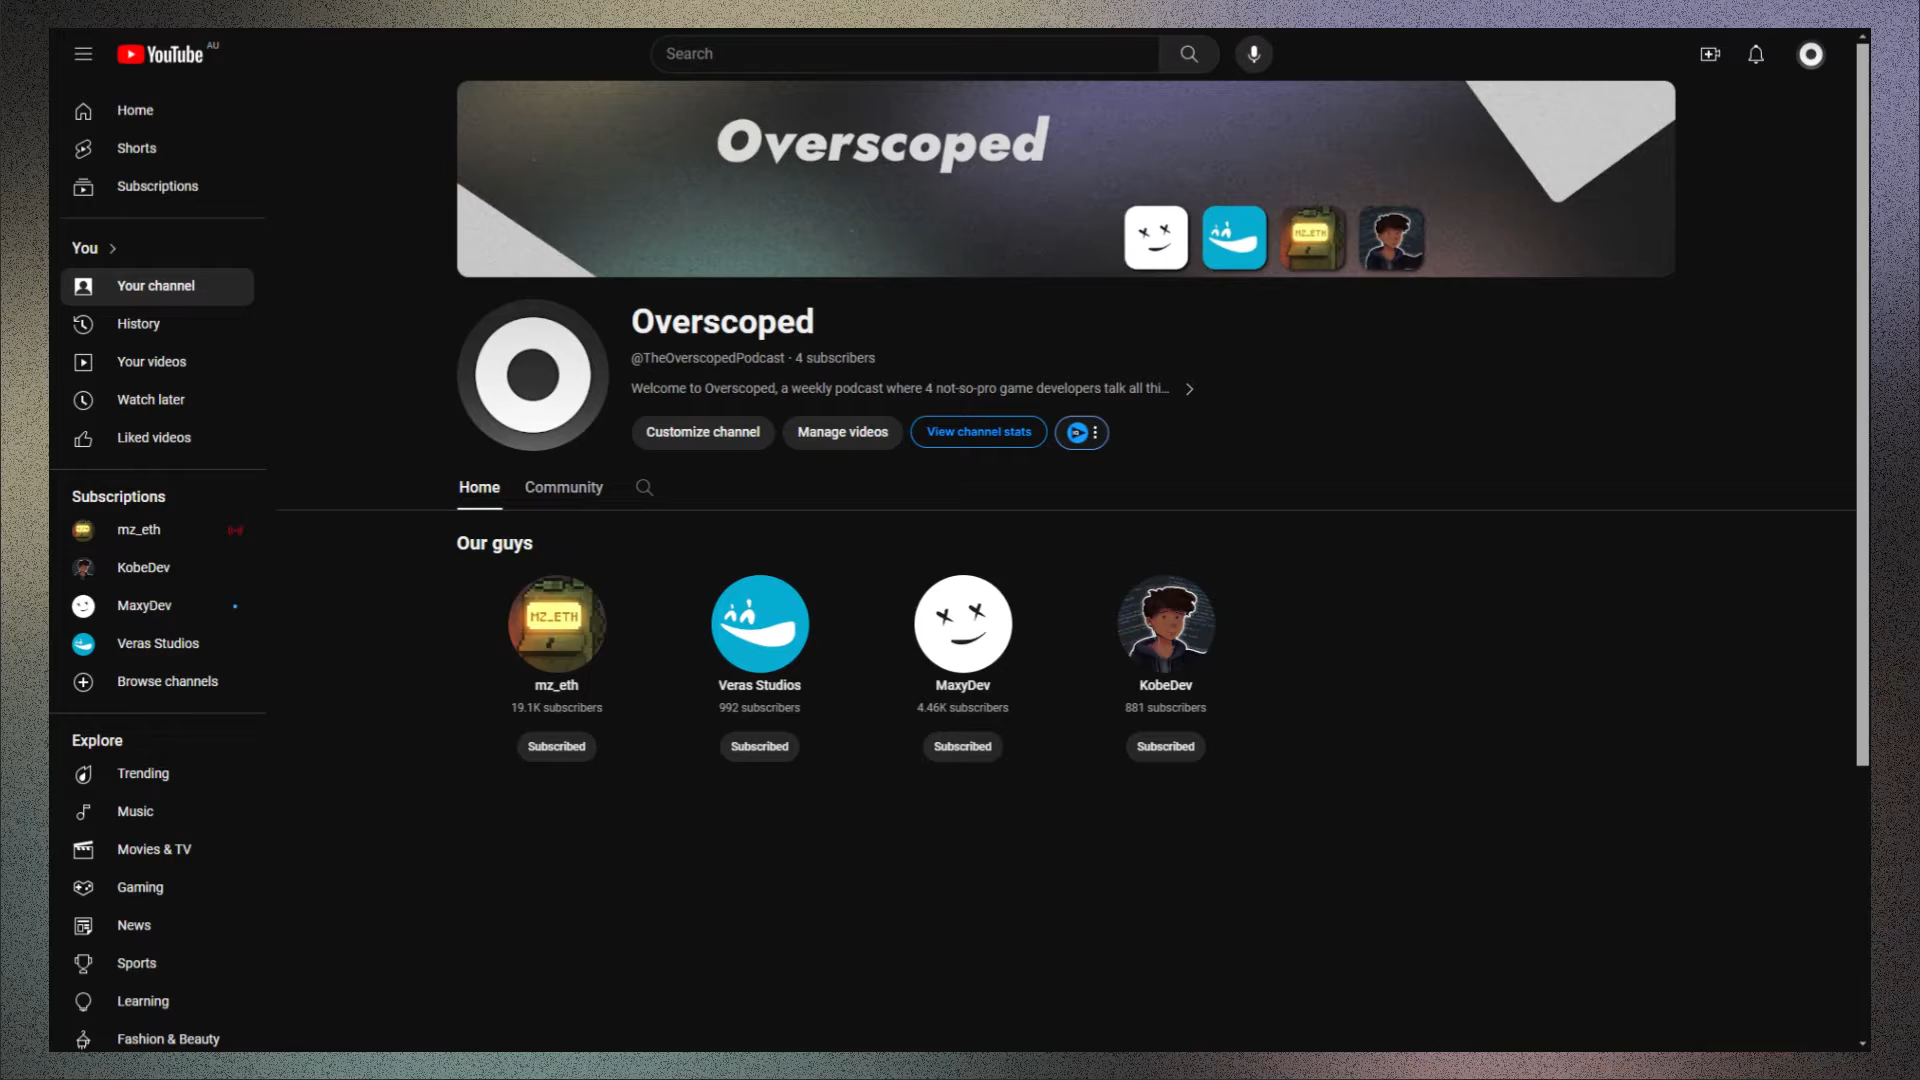 YouTube AU
Search
Home
Shorts
Subscriptions
You
Your channel
History
Your videos
Watch later
Liked videos
Subscriptions
mz_eth
KobeDev
MaxyDev
Veras Studios
Browse channels
Explore
Trending
Music
Movies & TV
Gaming
News
Sports
Learning
Fashion & Beauty
Overscoped
MZ_ETH
Overscoped
@TheOverscopedPodcast · 4 subscribers
Welcome to Overscoped, a weekly podcast where 4 not-so-pro game developers talk all thi...
Customize channel
Manage videos
View channel stats
Home
Community
Our guys
MZ_ETH
mz_eth
19.1K subscribers
Subscribed
Veras Studios
992 subscribers
Subscribed
MaxyDev
4.46K subscribers
Subscribed
KobeDev
881 subscribers
Subscribed